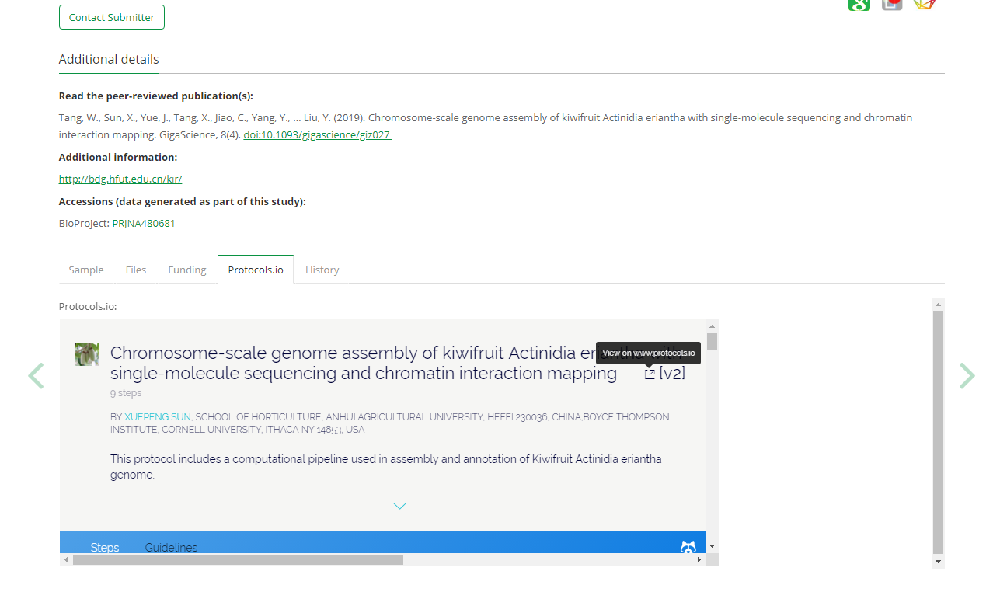 Contact Submitter
Additional details
Read the peer-reviewed publication(s):
Tang, W., Sun, X., Yue, J., Tang, X., Jiao, C., Yang, Y., … Liu, Y. (2019). Chromosome-scale genome assembly of kiwifruit Actinidia eriantha with single-molecule sequencing and chromatin
interaction mapping. GigaScience, 8(4). doi:10.1093/gigascience/giz027
Additional information:
http://bdg.hfut.edu.cn/kir/
Accessions (data generated as part of this study):
BioProject: PRJNA480681
Sample Files Funding Protocols.io History
Protocols.io:
Chromosome-scale genome assembly of kiwifruit Actinidia eriantha with
View on www.protocols.io
single-molecule sequencing and chromatin interaction mapping [v2]
9 steps
BY XUEPENG SUN, SCHOOL OF HORTICULTURE, ANHUI AGRICULTURAL UNIVERSITY, HEFEI 230036, CHINA,BOYCE THOMPSON
INSTITUTE, CORNELL UNIVERSITY, ITHACA NY 14853, USA
This protocol includes a computational pipeline used in assembly and annotation of Kiwifruit Actinidia eriantha
genome.
Steps Guidelines